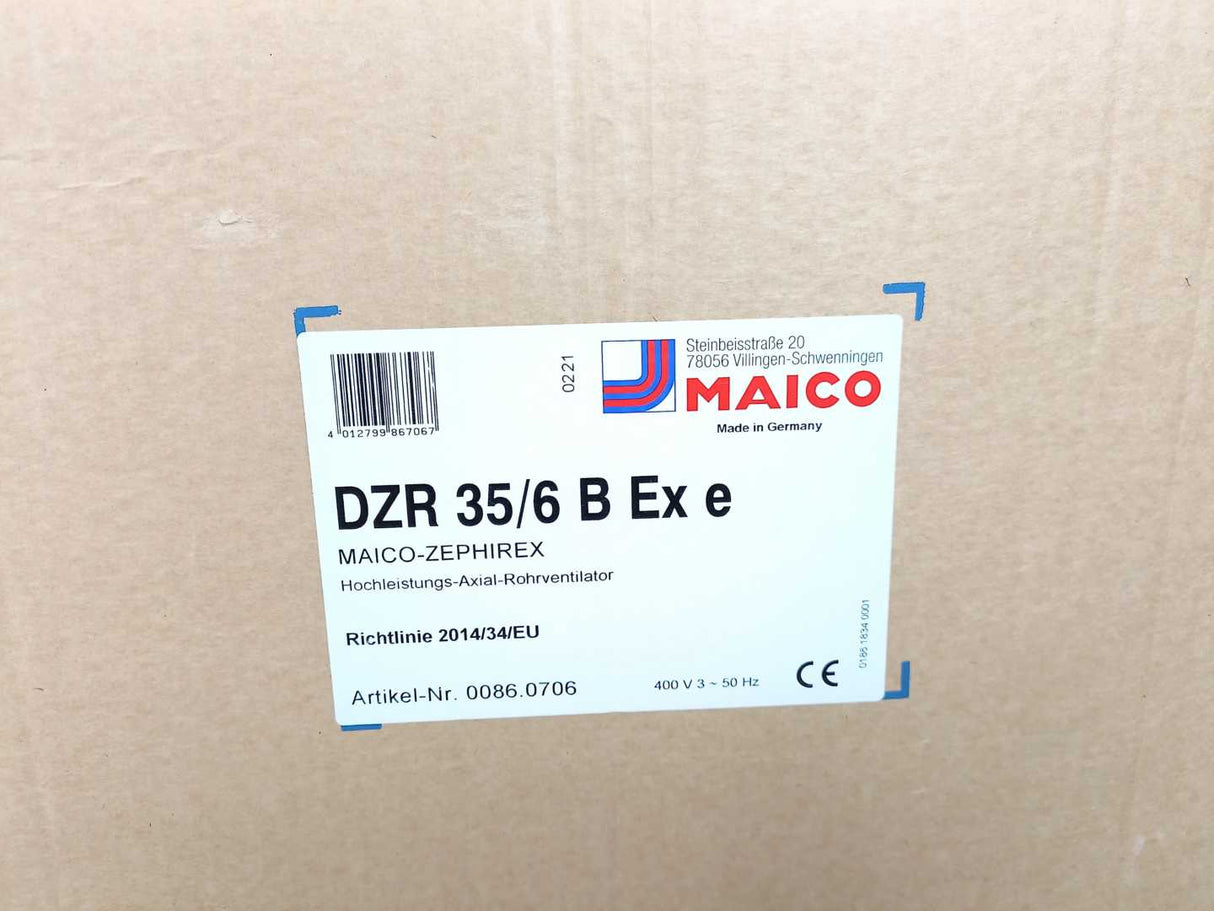 4 012799 867067
0221
Steinbeisstraße 20
78056 Villingen-Schwenningen
MAICO
Made in Germany
DZR 35/6 B Ex e
MAICO-ZEPHIREX
Hochleistungs-Axial-Rohrventilator
Richtlinie 2014/34/EU
Artikel-Nr. 0086.0706
400 V 3 ~ 50 Hz
CE
0186 1834 0001